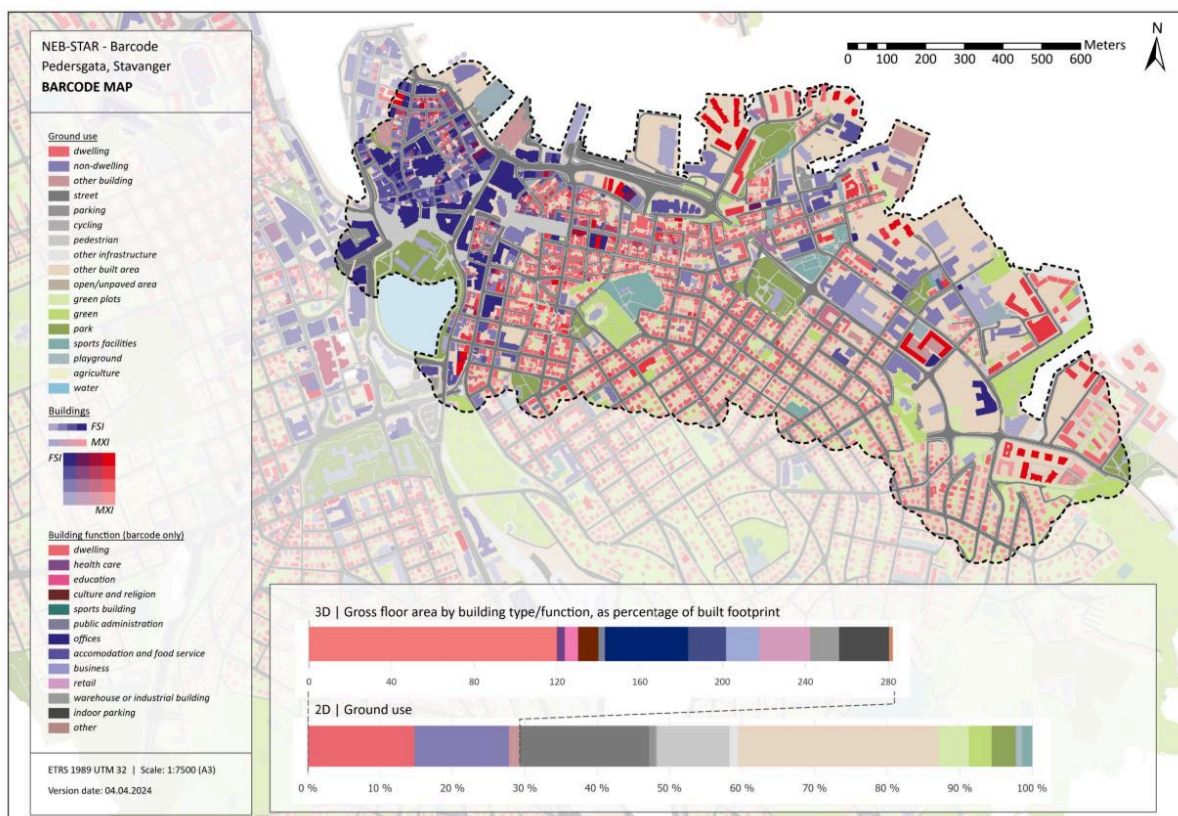 NEB-STAR - Barcode
Pedersgata, Stavanger
BARCODE MAP
Ground use
dwelling
non-dwelling
other building
street
parking
cycling
pedestrian
other infrastructure
other built area
open/unpaved area
green plots
green
park
sports facilities
playground
agriculture
water
Buildings
FSI
MXI
FSI
MXI
Building function (barcode only)
dwelling
health care
education
culture and religion
sports building
public administration
offices
accomodation and food service
business
retail
warehouse or industrial building
indoor parking
other
ETRS 1989 UTM 32 | Scale: 1:7500 (A3)
Version date: 04.04.2024
N
Meters
0 100 200 300 400 500 600
3D | Gross floor area by building type/function, as percentage of built footprint
0 40 80 120 160 200 240 280
2D | Ground use
0 % 10 % 20 % 30 % 40 % 50 % 60 % 70 % 80 % 90 % 100 %